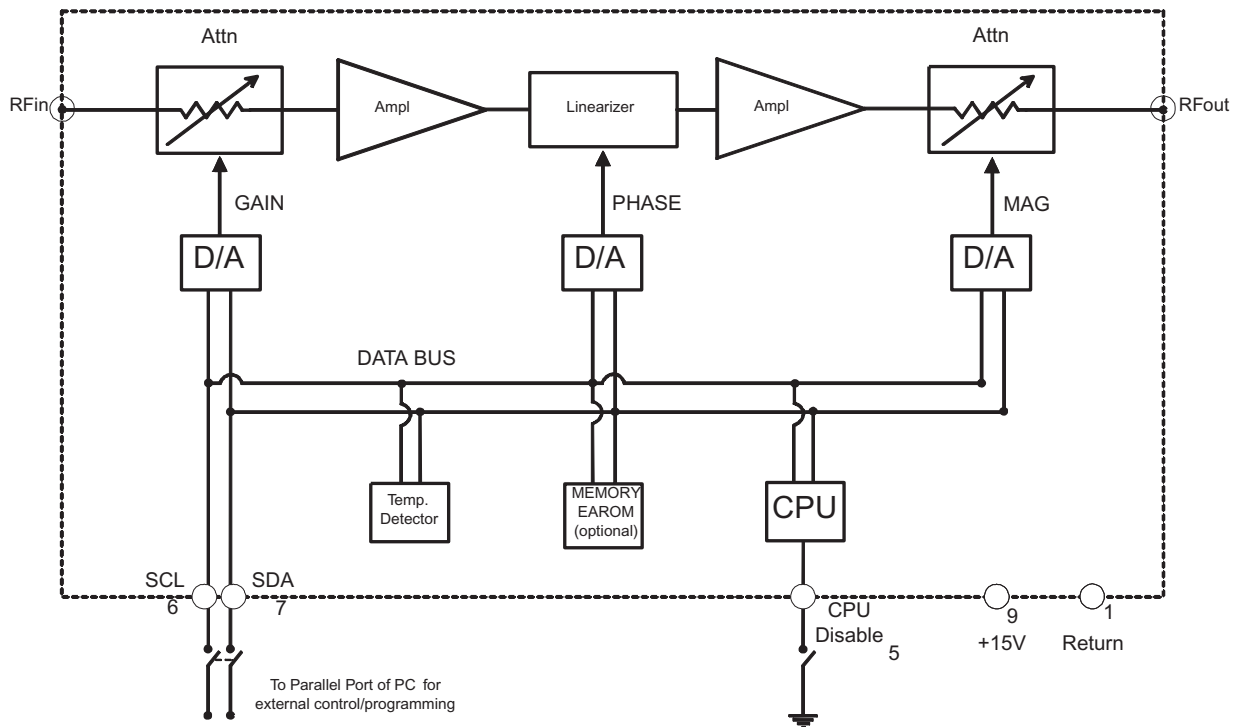 Attn
Attn
RFin
Ampl
Linearizer
Ampl
RFout
GAIN
PHASE
MAG
D/A
D/A
D/A
DATA BUS
Temp.
Detector
MEMORY
EAROM
(optional)
CPU
SCL
6
SDA
7
CPU
Disable
5
9
+15V
1
Return
To Parallel Port of PC for
external control/programming